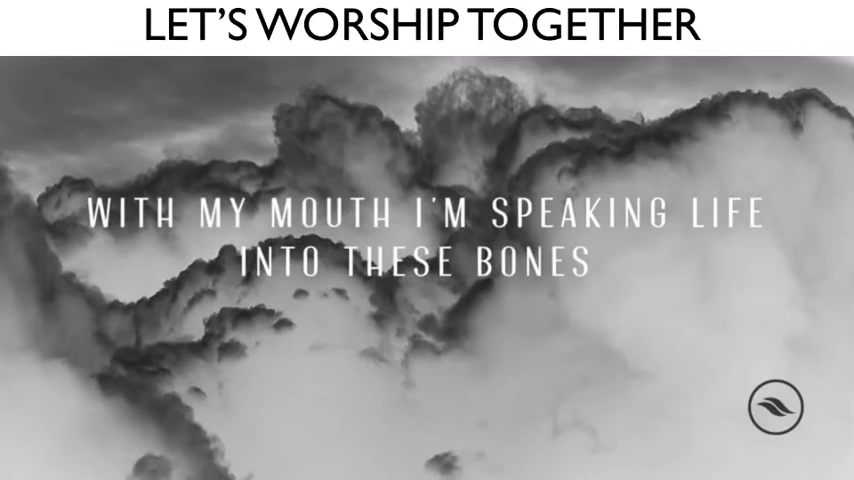 LET'S WORSHIP TOGETHER
WITH MY MOUTH I'M SPEAKING LIFE
INTO THESE BONES